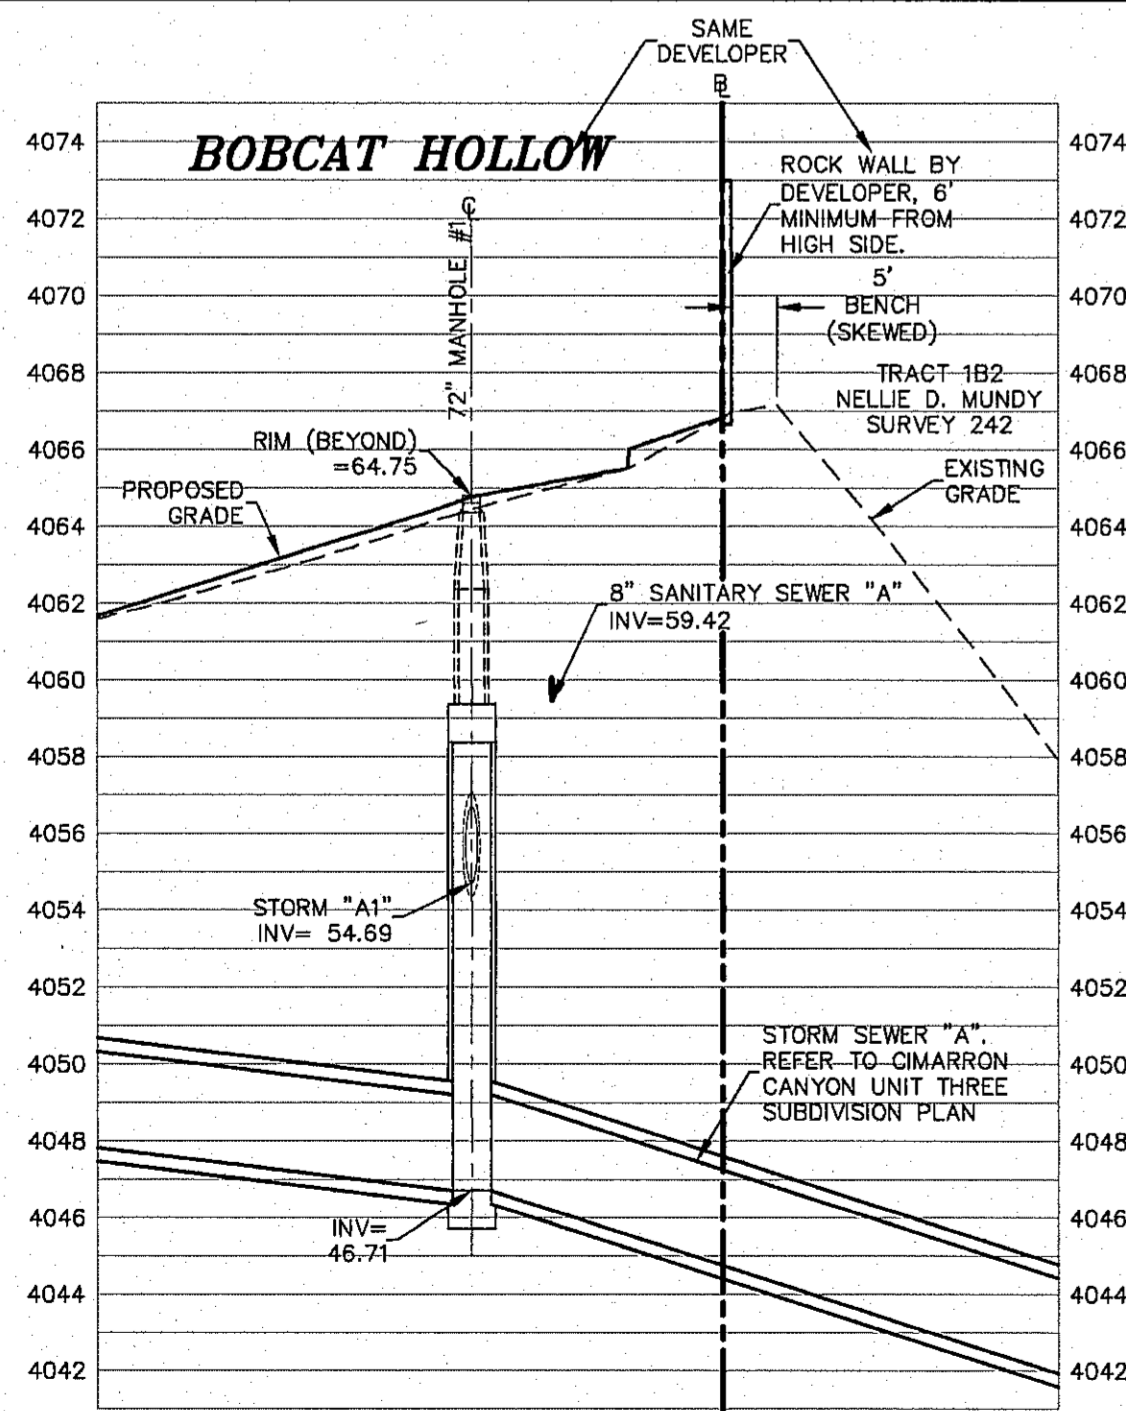 SAME
DEVELOPER
BOBCAT HOLLOW
ROCK WALL BY
DEVELOPER, 6'
MINIMUM FROM
HIGH SIDE.
72" MANHOLE #1
5'
BENCH
(SKEWED)
TRACT 1B2
NELLIE D. MUNDY
SURVEY 242
RIM (BEYOND)
=64.75
EXISTING
GRADE
PROPOSED
GRADE
8" SANITARY SEWER "A"
INV=59.42
STORM "A1"
INV= 54.69
STORM SEWER "A".
REFER TO CIMARRON
CANYON UNIT THREE
SUBDIVISION PLAN
INV=
46.71
4074
4072
4070
4068
4066
4064
4062
4060
4058
4056
4054
4052
4050
4048
4046
4044
4042
4074
4072
4070
4068
4066
4064
4062
4060
4058
4056
4054
4052
4050
4048
4046
4044
4042